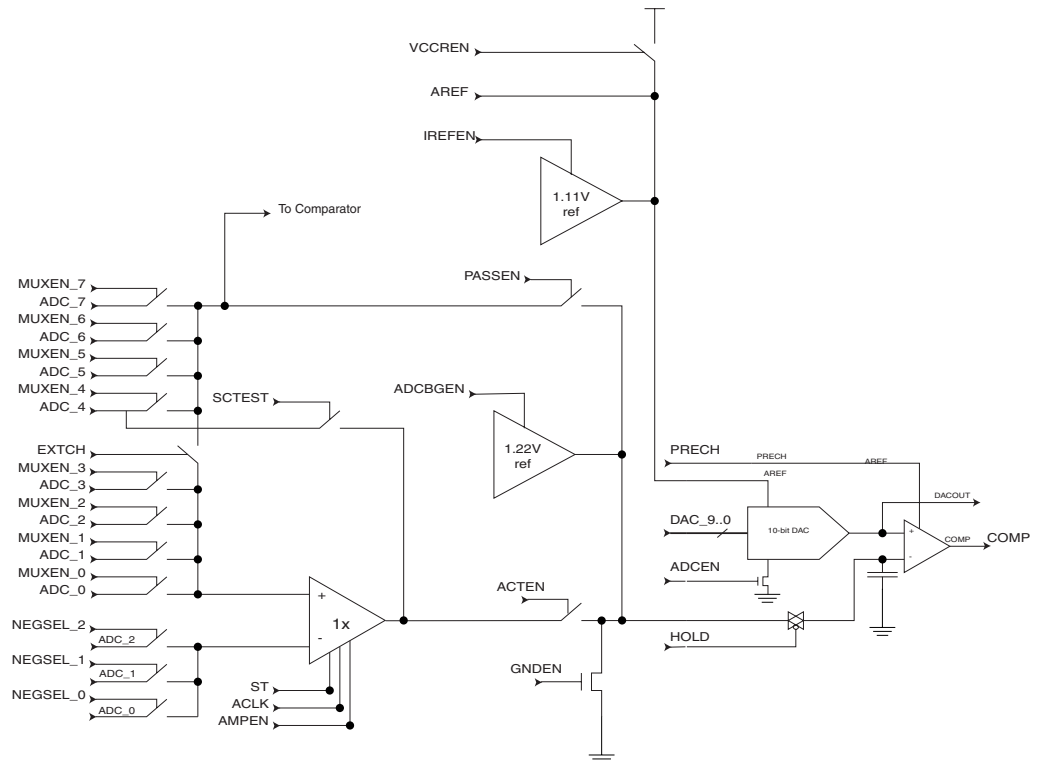 VCCREN
AREF
IREFEN
1.11V
ref
To Comparator
PASSEN
MUXEN_7
ADC_7
MUXEN_6
ADC_6
MUXEN_5
ADC_5
MUXEN_4
ADC_4
SCTEST
ADCBGEN
1.22V
ref
EXTCH
MUXEN_3
ADC_3
MUXEN_2
ADC_2
MUXEN_1
ADC_1
MUXEN_0
ADC_0
PRECH
PRECH
AREF
AREF
DACOUT
DAC_9..0
10-bit DAC
+
-
COMP
COMP
ADCEN
NEGSEL_2
ADC_2
NEGSEL_1
ADC_1
NEGSEL_0
ADC_0
+
1x
-
ACTEN
HOLD
GNDEN
ST
ACLK
AMPEN